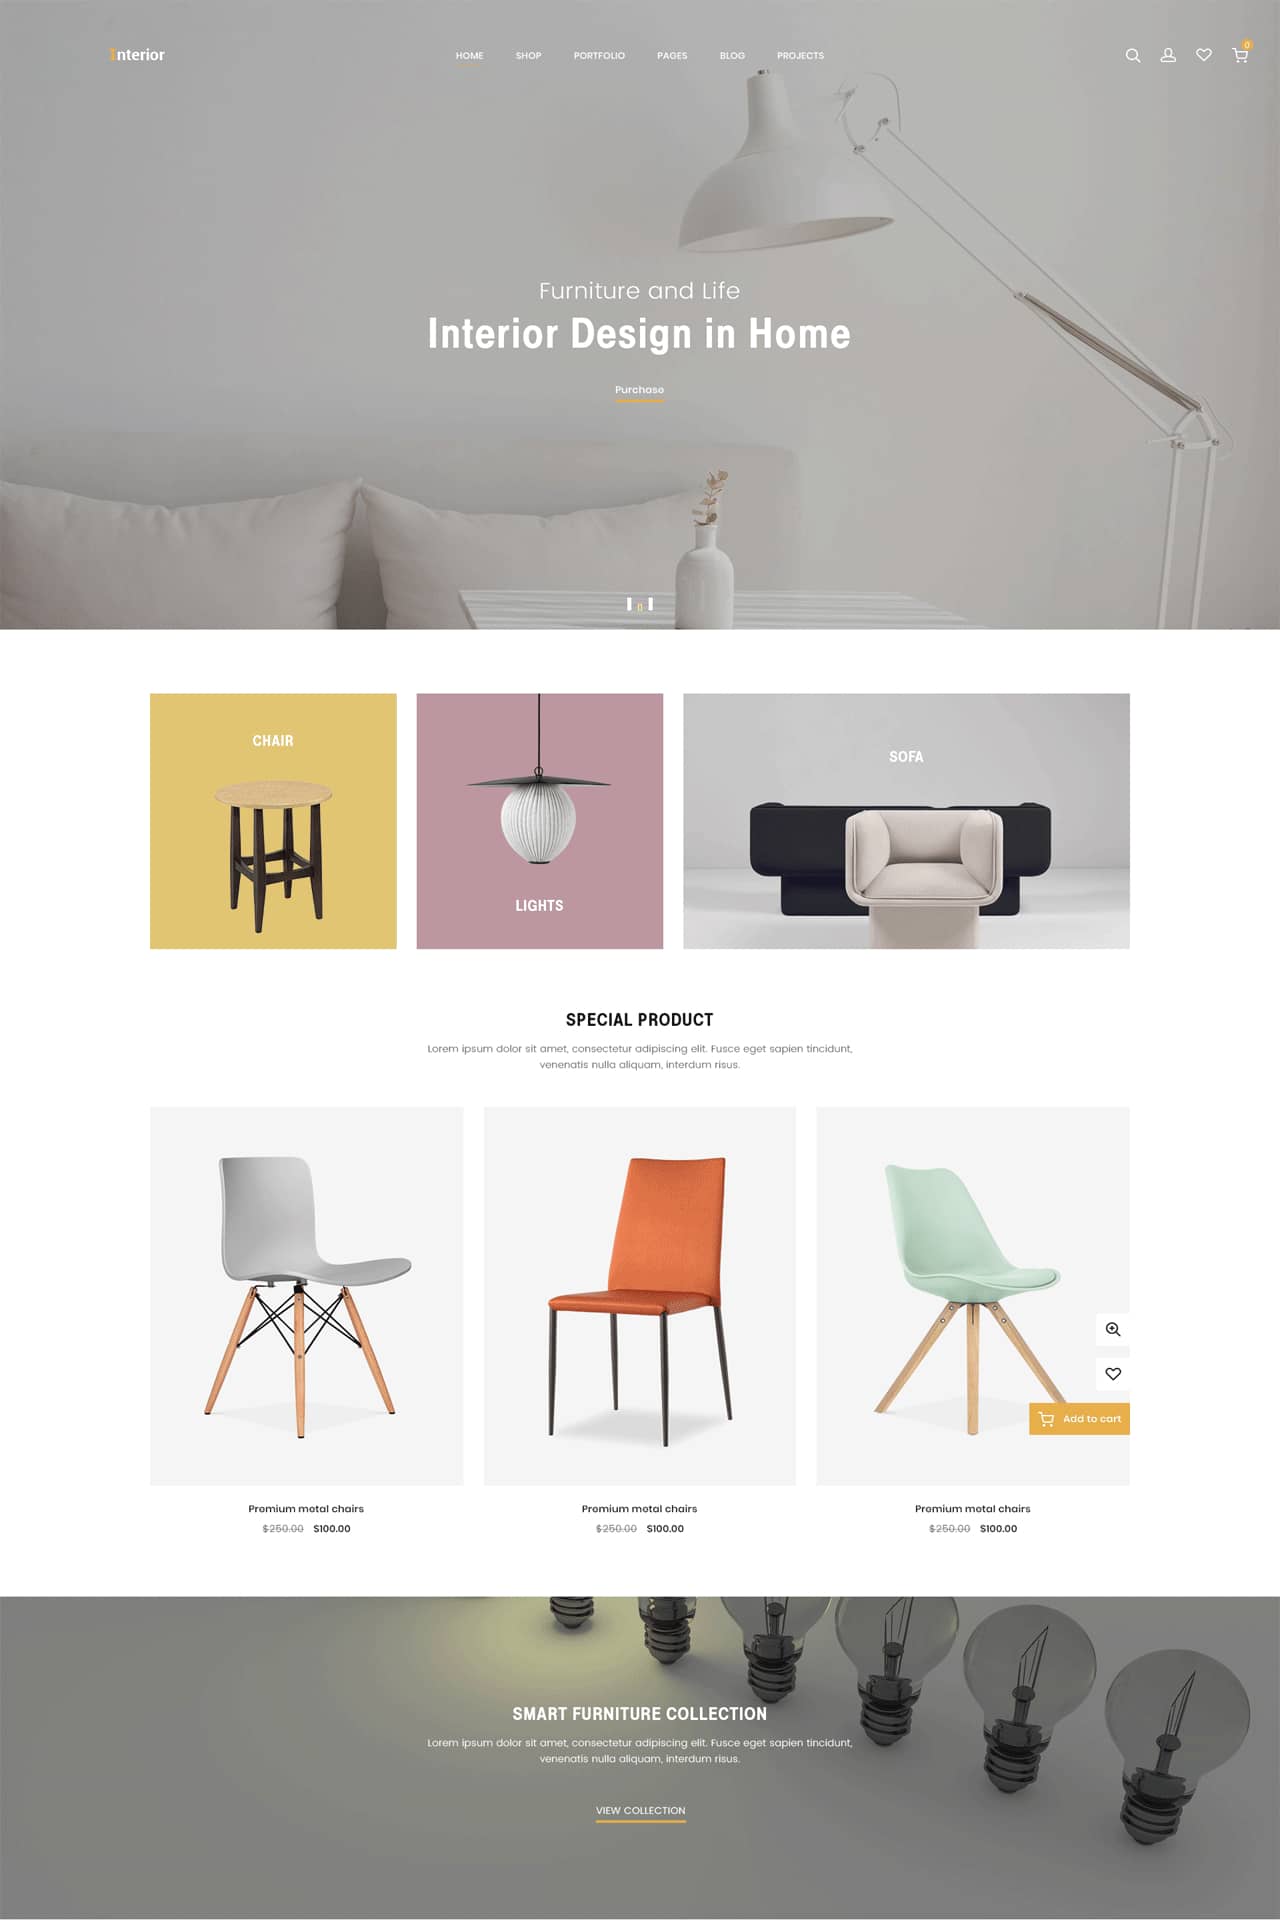 Interior
HOME SHOP PORTFOLIO PAGES BLOG PROJECTS
0
Furniture and Life
Interior Design in Home
Purchase
CHAIR
LIGHTS
SOFA
SPECIAL PRODUCT
Lorem ipsum dolor sit amet, consectetur adipiscing elit. Fusce eget sapien tincidunt,
venenatis nulla aliquam, interdum risus.
Add to cart
Premium metal chairs
$250.00 $100.00
Premium metal chairs
$250.00 $100.00
Premium metal chairs
$250.00 $100.00
SMART FURNITURE COLLECTION
Lorem ipsum dolor sit amet, consectetur adipiscing elit. Fusce eget sapien tincidunt,
venenatis nulla aliquam, interdum risus.
VIEW COLLECTION